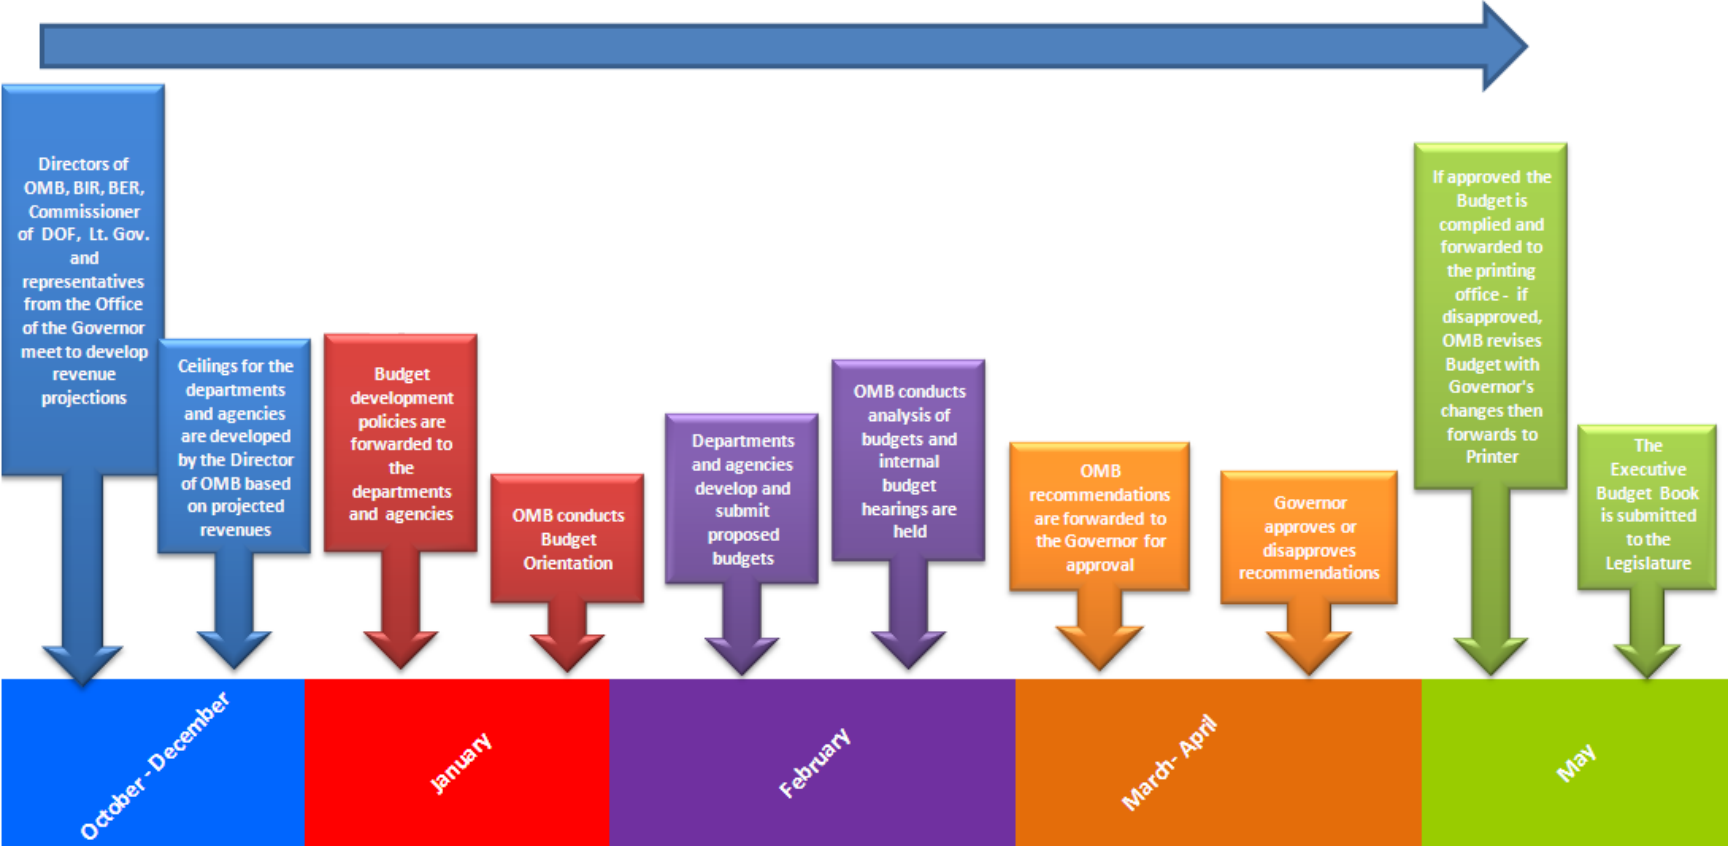 Directors of
OMB, BIR, BER,
Commissioner
of DOF, Lt. Gov.
and
representatives
from the Office
of the Governor
meet to develop
revenue
projections
Ceilings for the
departments
and agencies
are developed
by the Director
of OMB based
on projected
revenues
Budget
development
policies are
forwarded to
the
departments
and agencies
OMB conducts
Budget
Orientation
Departments
and agencies
develop and
submit
proposed
budgets
OMB conducts
analysis of
budgets and
internal
budget
hearings are
held
OMB
recommendations
are forwarded to
the Governor for
approval
Governor
approves or
disapproves
recommendations
If approved the
Budget is
complied and
forwarded to
the printing
office - if
disapproved,
OMB revises
Budget with
Governor's
changes then
forwards to
Printer
The
Executive
Budget Book
is submitted
to the
Legislature
October - December
January
February
March- April
May